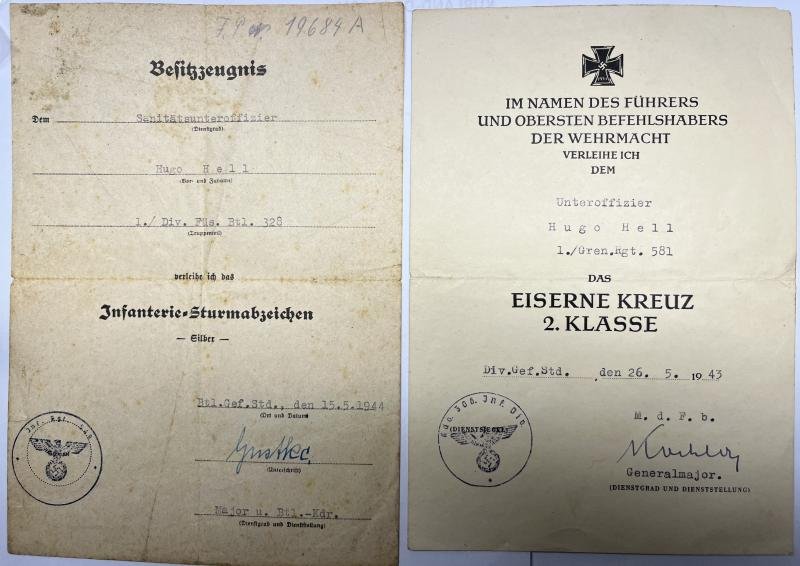 19684 A
Besitzzeugnis
Dem Sanitätsunteroffizier
(Dienstgrad)
Hugo Hell
(Vor- und Zuname)
1./ Div. Füs. Btl. 328
(Truppenteil)
verleihe ich das
Infanterie-Sturmabzeichen
— Silber —
Btl.Gef.Std., den 15.5.1944
(Ort und Datum)
(Unterschrift)
Major u. Btl.-Kdr.
(Dienstgrad und Dienststellung)
IM NAMEN DES FÜHRERS
UND OBERSTEN BEFEHLSHABERS
DER WEHRMACHT
VERLEIHE ICH
DEM
Unteroffizier
Hugo Hell
1./Gren.Rgt. 581
DAS
EISERNE KREUZ
2. KLASSE
Div.Gef.Std. , den 26. 5. 1943
M. d. F. b.
(DIENSTSIEGEL)
Generalmajor.
(DIENSTGRAD UND DIENSTSTELLUNG)